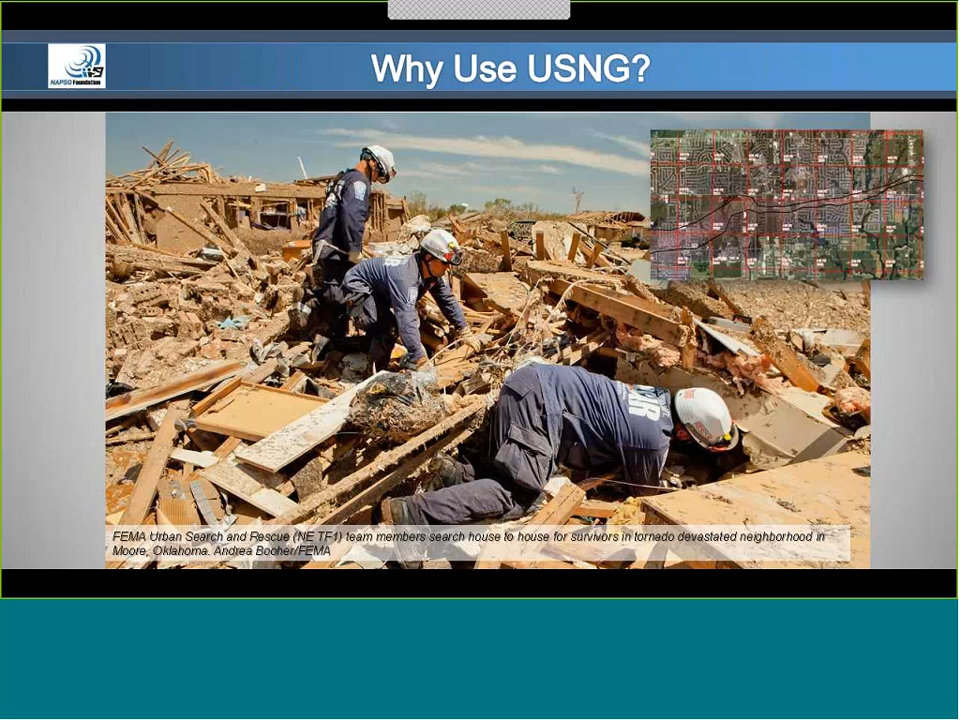 Why Use USNG?
NAPSG Foundation
FEMA Urban Search and Rescue (NE TF1) team members search house to house for survivors in tornado devastated neighborhood in
Moore, Oklahoma. Andrea Booher/FEMA